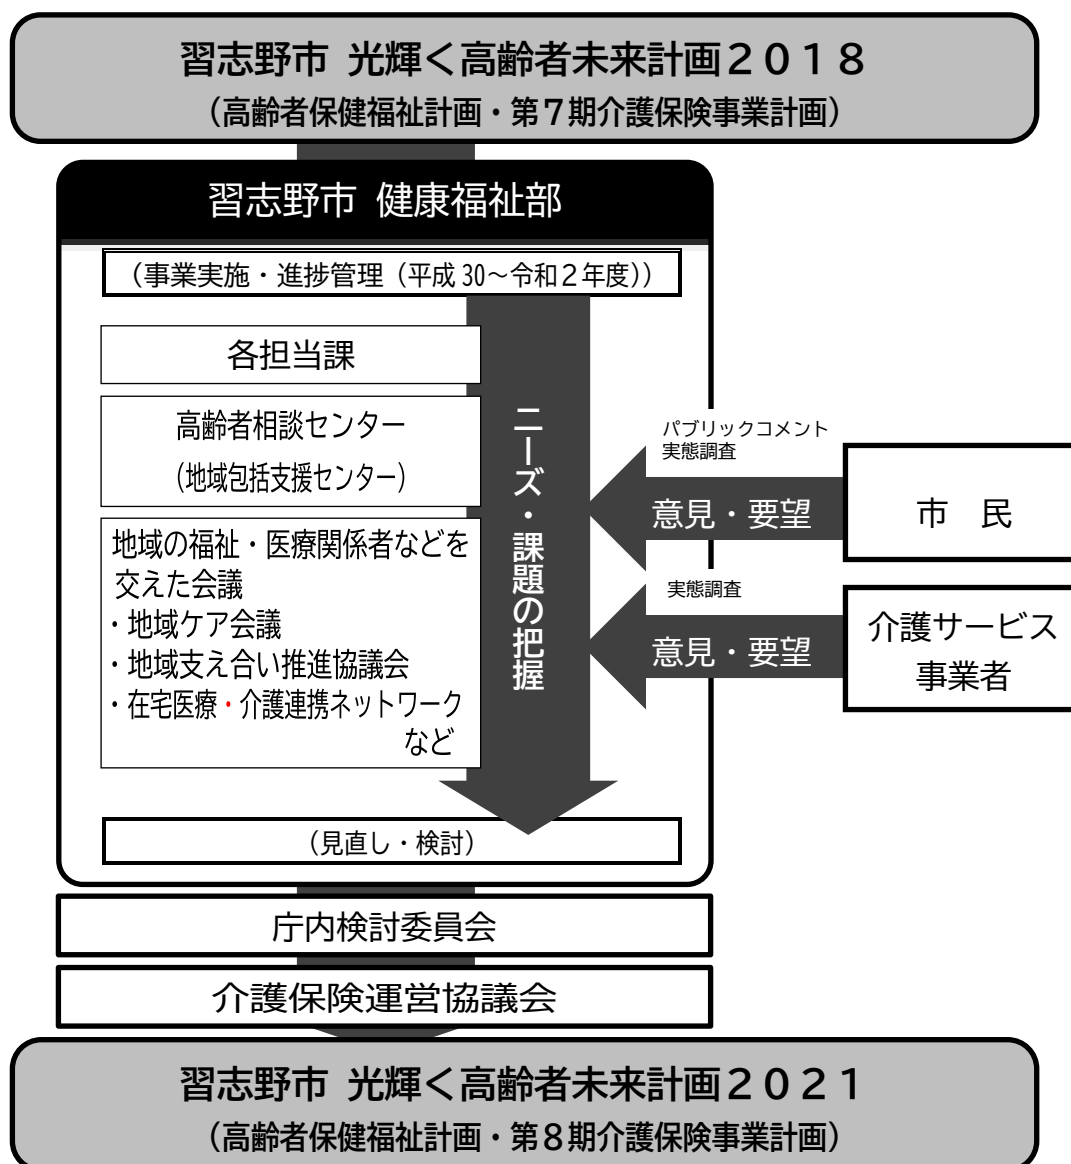 習志野市 光輝く高齢者未来計画２０１８
（高齢者保健福祉計画・第７期介護保険事業計画）
習志野市 健康福祉部
（事業実施・進捗管理（平成30～令和２年度））
各担当課
高齢者相談センター
（地域包括支援センター）
地域の福祉・医療関係者などを
交えた会議
・地域ケア会議
・地域支え合い推進協議会
・在宅医療・介護連携ネットワーク
など
ニーズ・課題の把握
パブリックコメント
実態調査
意見・要望
市　民
実態調査
意見・要望
介護サービス
事業者
（見直し・検討）
庁内検討委員会
介護保険運営協議会
習志野市 光輝く高齢者未来計画２０２１
（高齢者保健福祉計画・第８期介護保険事業計画）